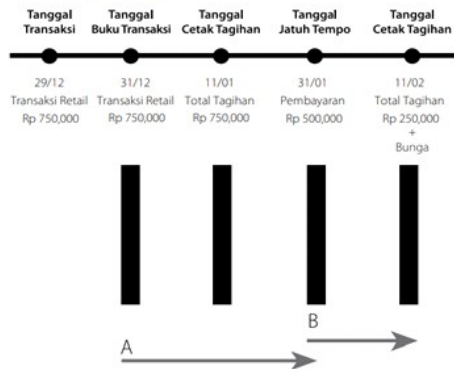 Tanggal
Transaksi
Tanggal
Buku Transaksi
Tanggal
Cetak Tagihan
Tanggal
Jatuh Tempo
Tanggal
Cetak Tagihan
29/12
Transaksi Retail
Rp 750,000
31/12
Transaksi Retail
Rp 750,000
11/01
Total Tagihan
Rp 750,000
31/01
Pembayaran
Rp 500,000
11/02
Total Tagihan
Rp 250,000
+
Bunga
A
B